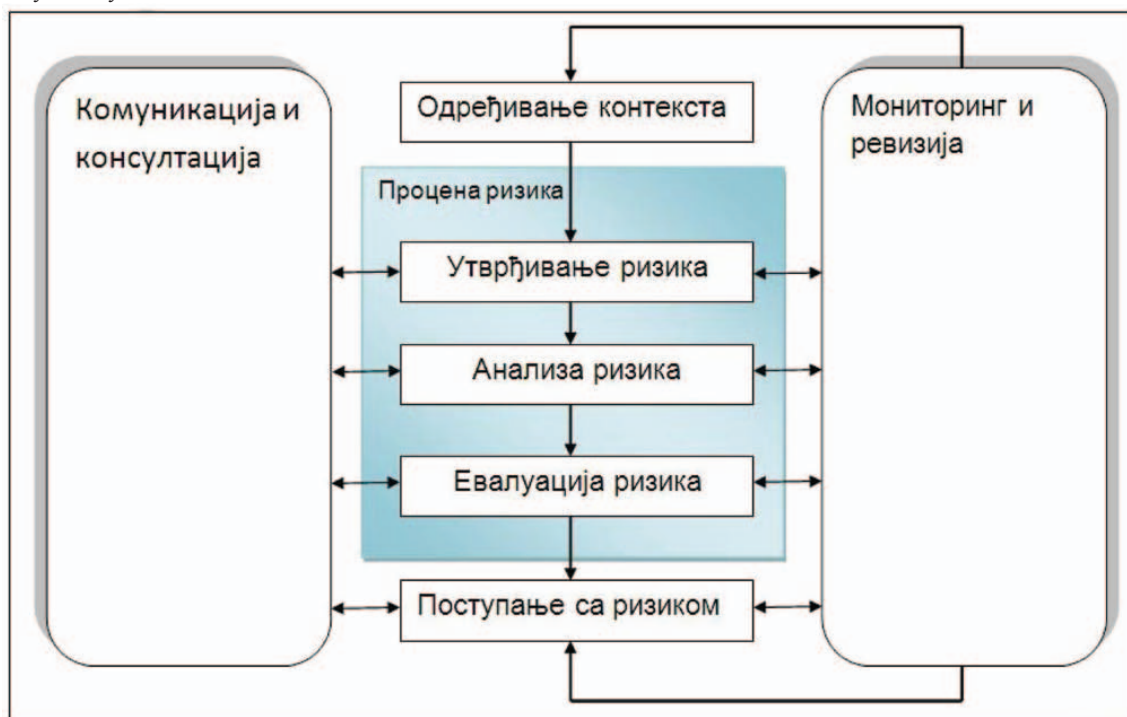 Комуникација и
консултација
Одређивање контекста
Мониторинг и
ревизија
Процена ризика
Утврђивање ризика
Анализа ризика
Евалуација ризика
Поступање са ризиком